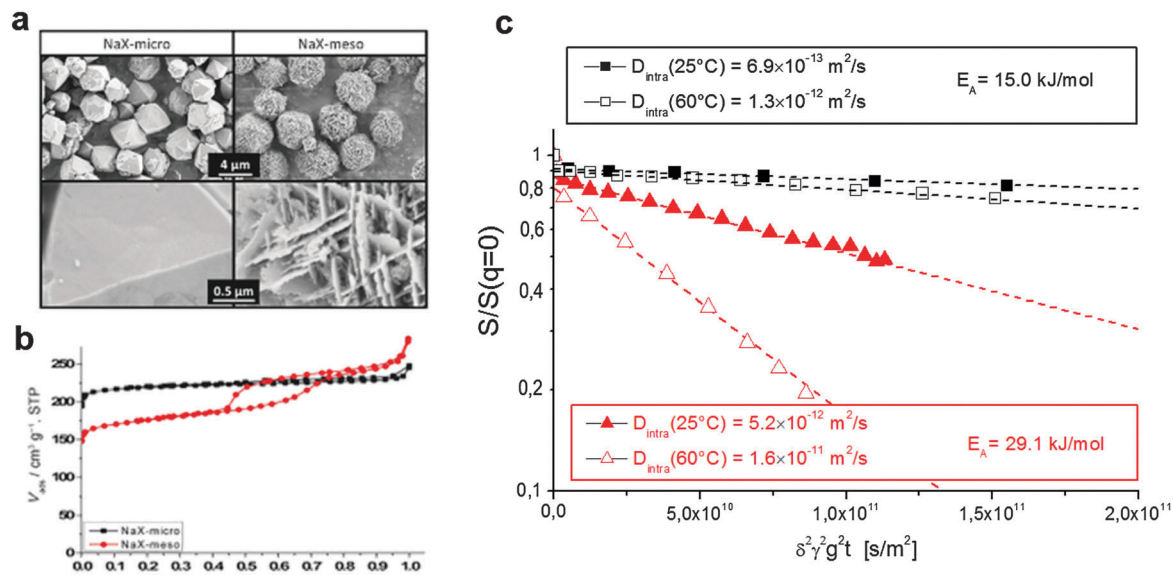 a
NaX-micro
NaX-meso
4 μm
0.5 μm
b
250
200
150
100
50
0
V_ads / cm³ g⁻¹, STP
NaX-micro
NaX-meso
0.0 0.1 0.2 0.3 0.4 0.5 0.6 0.7 0.8 0.9 1.0
c
D_intra(25°C) = 6.9×10⁻¹³ m²/s
D_intra(60°C) = 1.3×10⁻¹² m²/s
E_A = 15.0 kJ/mol
S/S(q=0)
1
0,8
0,6
0,4
0,2
0,1
D_intra(25°C) = 5.2×10⁻¹² m²/s
D_intra(60°C) = 1.6×10⁻¹¹ m²/s
E_A = 29.1 kJ/mol
0,0 5,0x10¹⁰ 1,0x10¹¹ 1,5x10¹¹ 2,0x10¹¹
δ²γ²g²t [s/m²]